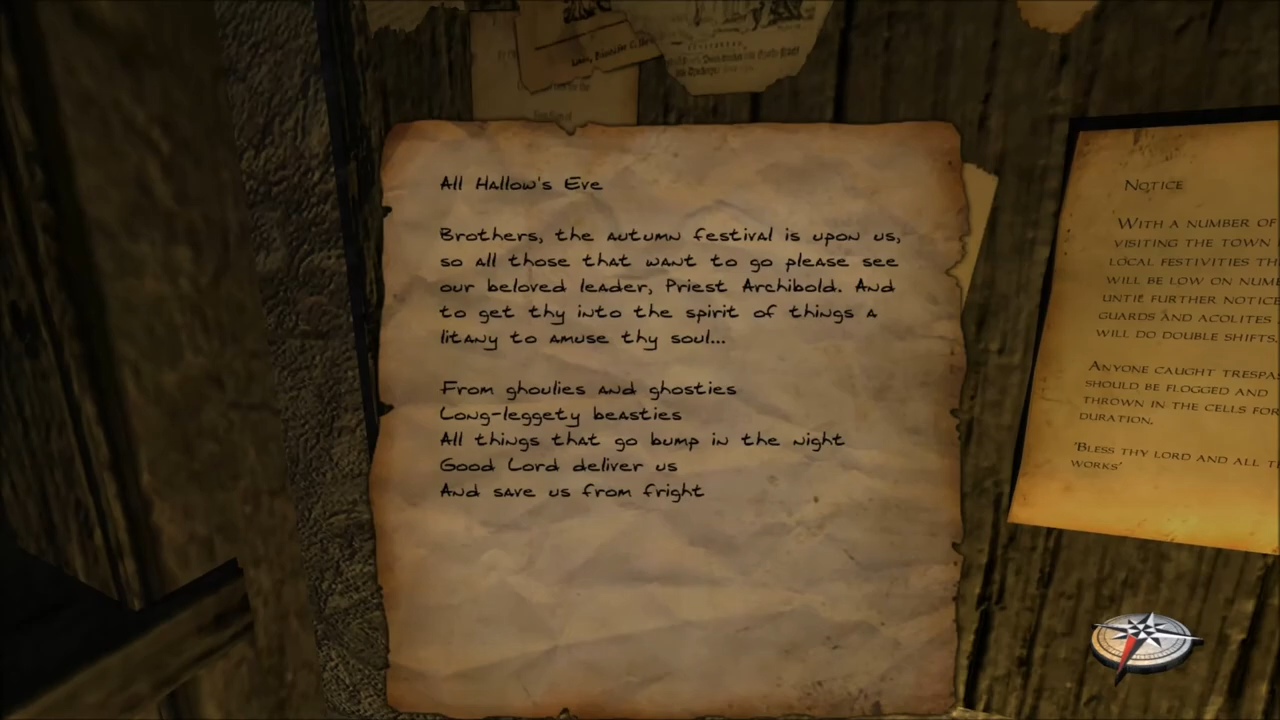 All Hallow's Eve
Brothers, the autumn festival is upon us,
so all those that want to go please see
our beloved leader, Priest Archibold. And
to get thy into the spirit of things a
litany to amuse thy soul...
From ghoulies and ghosties
Long-leggety beasties
All things that go bump in the night
Good Lord deliver us
And save us from fright
Notice
With a number of
visiting the town
local festivities
will be low on
until further notice
guards and acolites
will do double shifts.
Anyone caught
should be flogged and
thrown in the cells for
duration.
'Bless thy lord and all
works'